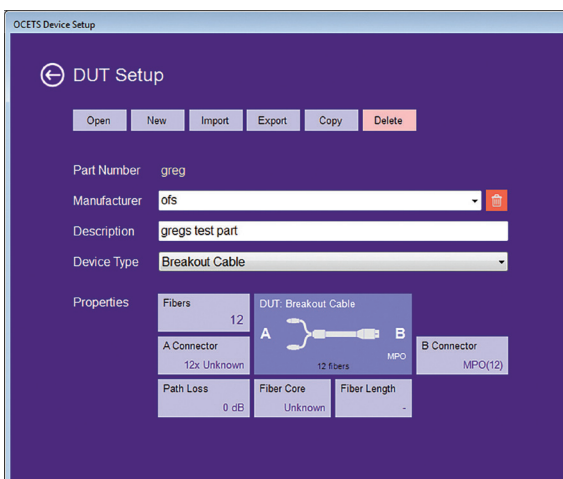 OCETS Device Setup
DUT Setup
Open New Import Export Copy Delete
Part Number greg
Manufacturer ofs
Description gregs test part
Device Type Breakout Cable
Properties
Fibers
12
DUT: Breakout Cable
A B
MPO
12 fibers
A Connector
12x Unknown
B Connector
MPO(12)
Path Loss
0 dB
Fiber Core
Unknown
Fiber Length
-